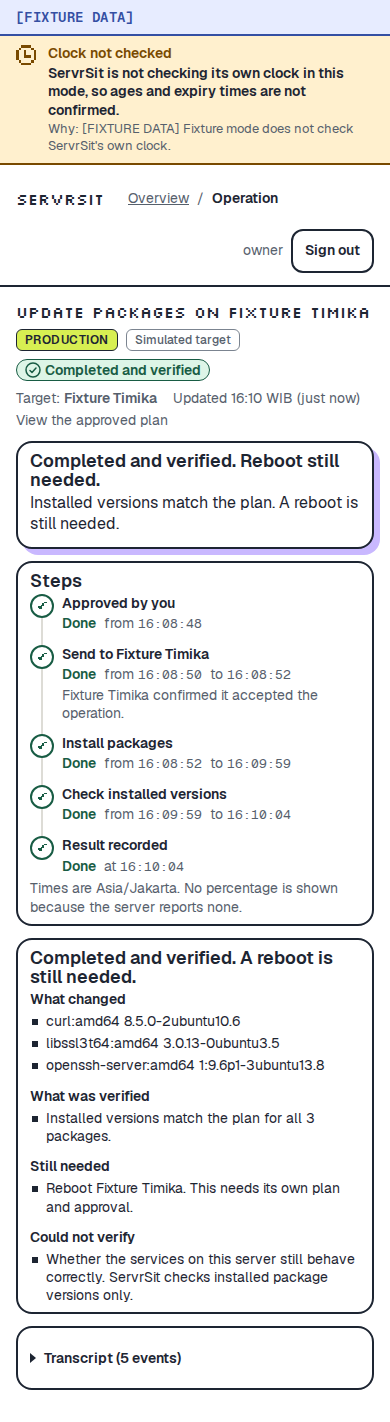 [FIXTURE DATA]
Clock not checked
ServrSit is not checking its own clock in this
mode, so ages and expiry times are not
confirmed.
Why: [FIXTURE DATA] Fixture mode does not check
ServrSit's own clock.
SERVRSIT
Overview / Operation
owner
Sign out
UPDATE PACKAGES ON FIXTURE TIMIKA
PRODUCTION
Simulated target
Completed and verified
Target: Fixture Timika Updated 16:10 WIB (just now)
View the approved plan
Completed and verified. Reboot still
needed.
Installed versions match the plan. A reboot is
still needed.
Steps
Approved by you
Done from 16:08:48
Send to Fixture Timika
Done from 16:08:50 to 16:08:52
Fixture Timika confirmed it accepted the
operation.
Install packages
Done from 16:08:52 to 16:09:59
Check installed versions
Done from 16:09:59 to 16:10:04
Result recorded
Done at 16:10:04
Times are Asia/Jakarta. No percentage is shown
because the server reports none.
Completed and verified. A reboot is
still needed.
What changed
curl:amd64 8.5.0-2ubuntu10.6
libssl3t64:amd64 3.0.13-0ubuntu3.5
openssh-server:amd64 1:9.6p1-3ubuntu13.8
What was verified
Installed versions match the plan for all 3
packages.
Still needed
Reboot Fixture Timika. This needs its own plan
and approval.
Could not verify
Whether the services on this server still behave
correctly. ServrSit checks installed package
versions only.
Transcript (5 events)